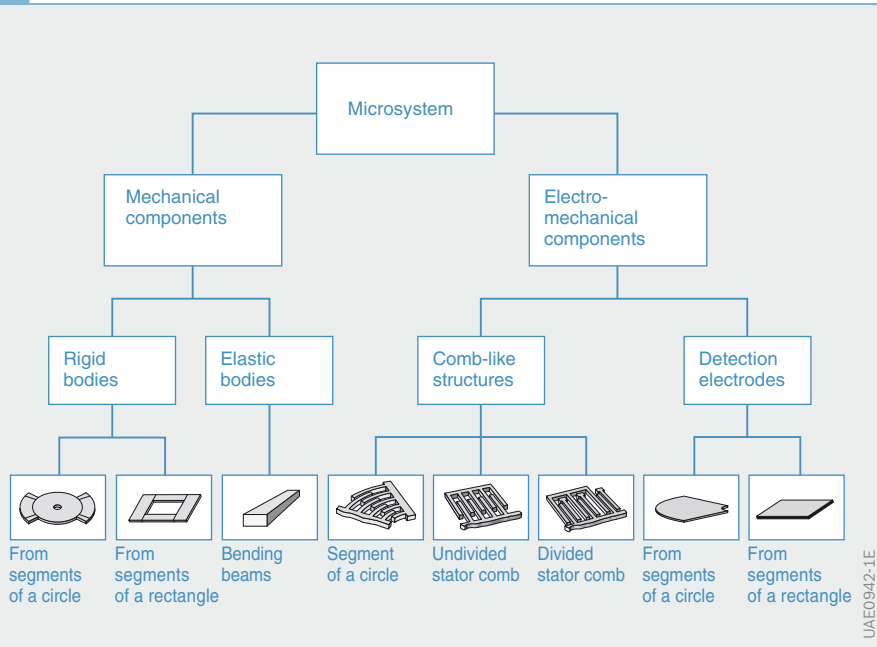 Microsystem
Mechanical
components
Electro-
mechanical
components
Rigid
bodies
Elastic
bodies
Comb-like
structures
Detection
electrodes
From
segments
of a circle
From
segments
of a rectangle
Bending
beams
Segment
of a circle
Undivided
stator comb
Divided
stator comb
From
segments
of a circle
From
segments
of a rectangle
UAE0942-1E